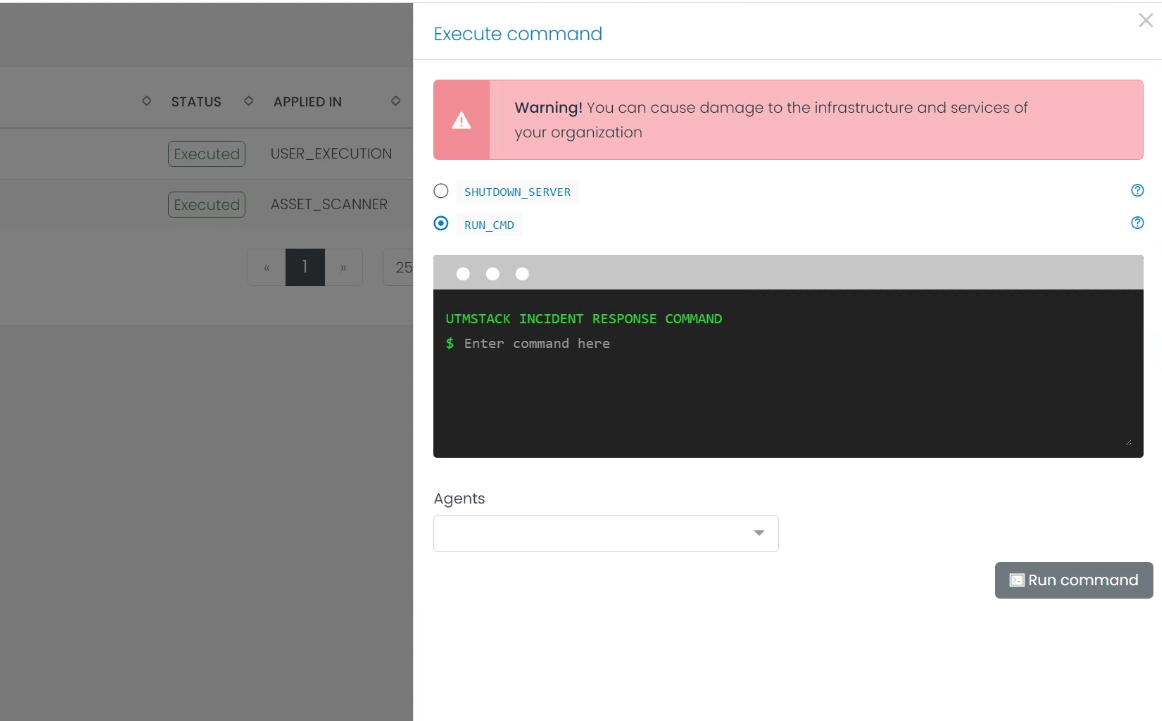 Execute command
STATUS APPLIED IN
Executed USER_EXECUTION
Executed ASSET_SCANNER
« 1 » 25
Warning! You can cause damage to the infrastructure and services of
your organization
SHUTDOWN_SERVER
RUN_CMD
UTMSTACK INCIDENT RESPONSE COMMAND
$ Enter command here
Agents
Run command